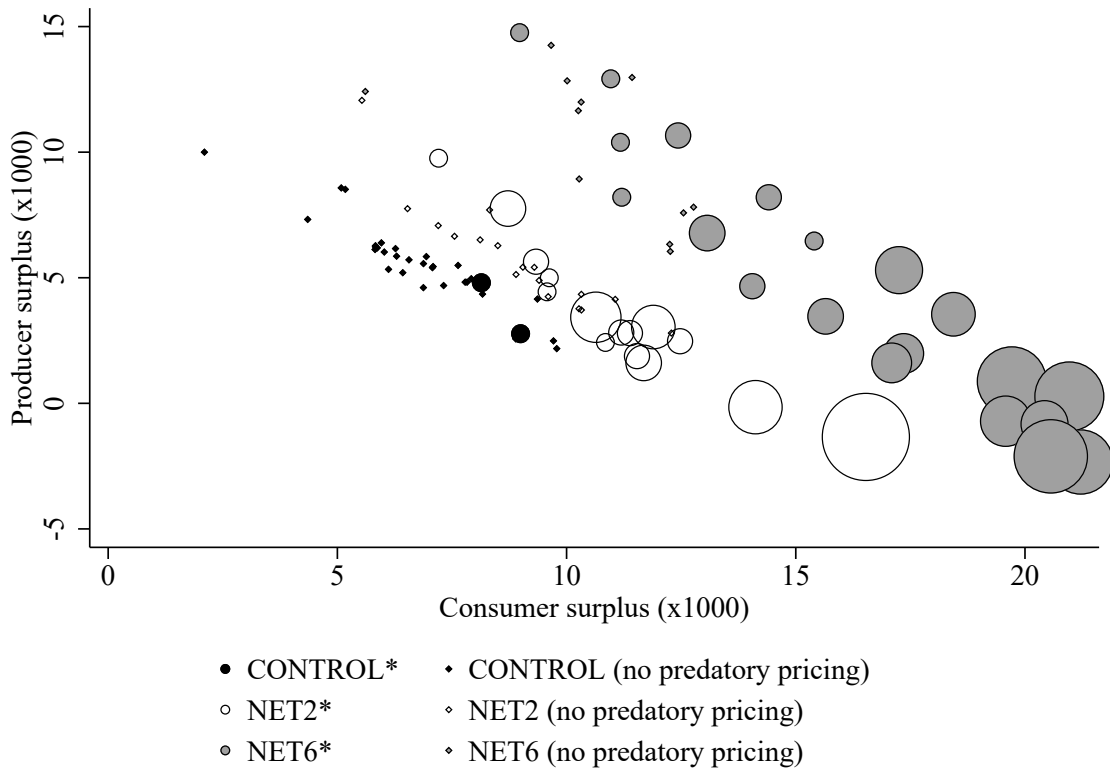 Producer surplus (x1000)
15
10
5
0
-5
0 5 10 15 20
Consumer surplus (x1000)
CONTROL* CONTROL (no predatory pricing)
NET2* NET2 (no predatory pricing)
NET6* NET6 (no predatory pricing)